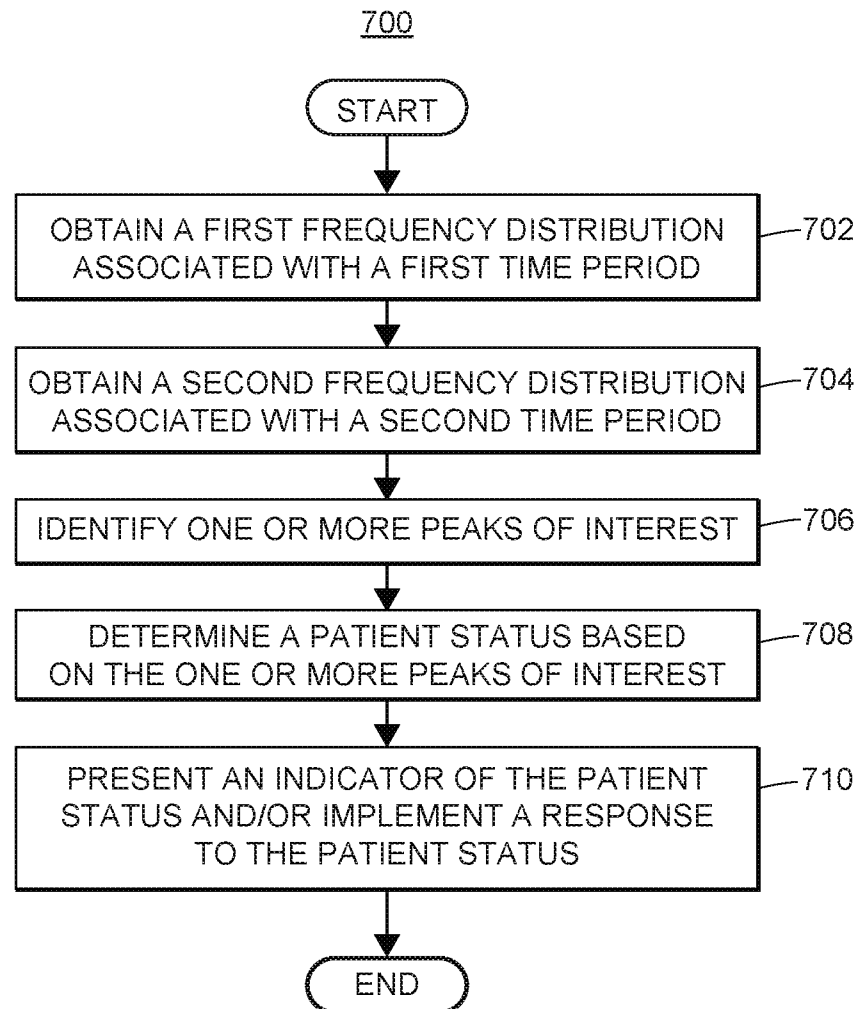 700
START
OBTAIN A FIRST FREQUENCY DISTRIBUTION
ASSOCIATED WITH A FIRST TIME PERIOD
702
OBTAIN A SECOND FREQUENCY DISTRIBUTION
ASSOCIATED WITH A SECOND TIME PERIOD
704
IDENTIFY ONE OR MORE PEAKS OF INTEREST
706
DETERMINE A PATIENT STATUS BASED
ON THE ONE OR MORE PEAKS OF INTEREST
708
PRESENT AN INDICATOR OF THE PATIENT
STATUS AND/OR IMPLEMENT A RESPONSE
TO THE PATIENT STATUS
710
END